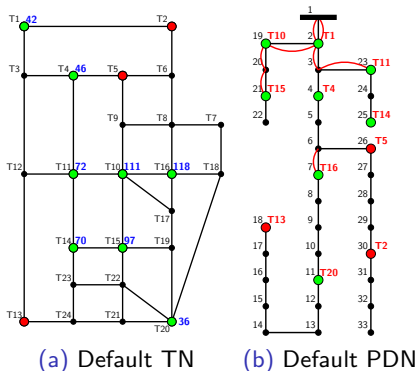 T1 42 T2
T3 T4 46 T5 T6
T9 T8 T7
T12 T11 72 T10 111 T16 118 T18
T17
T14 70 T15 97 T19
T23 T22
T13 T24 T21 T20 36
(a) Default TN
1
19 T10 2 T1
20 3 23 T11
21 T15 4 T4 24
22 5 25 T14
6 26 T5
7 T16 27
18 T13 8 28
9 29
17 10 30 T2
16 11 T20 31
15 12 32
14 13 33
(b) Default PDN